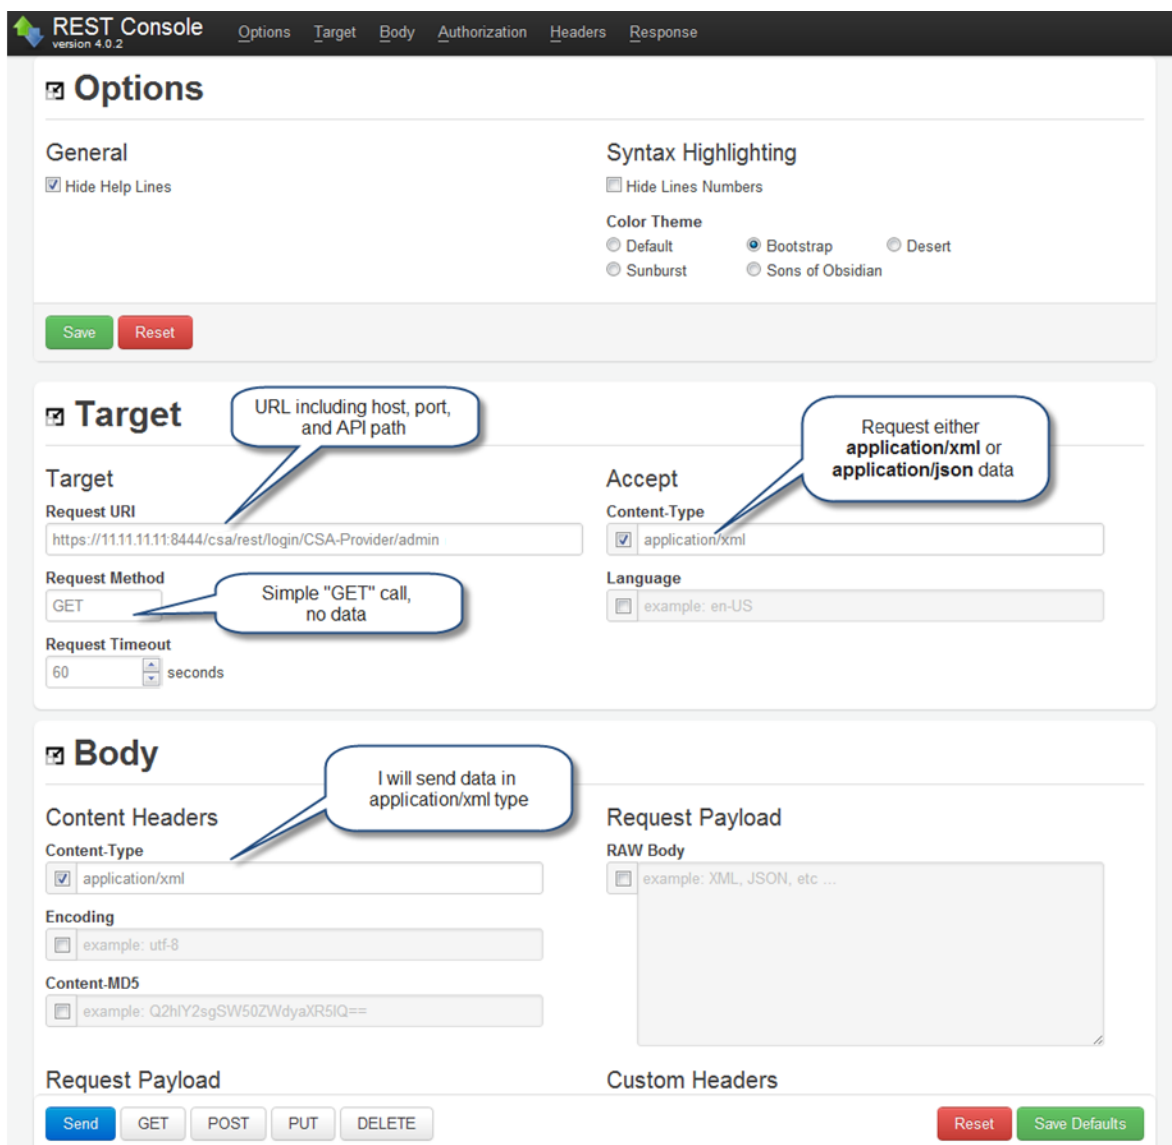 REST Console
version 4.0.2
Options Target Body Authorization Headers Response
Options
General
Hide Help Lines
Syntax Highlighting
Hide Lines Numbers
Color Theme
Default Bootstrap Desert
Sunburst Sons of Obsidian
Save Reset
Target
URL including host, port,
and API path
Request either
application/xml or
application/json data
Target
Request URI
https://11.11.11.11:8444/csa/rest/login/CSA-Provider/admin
Request Method
GET
Simple "GET" call,
no data
Request Timeout
60 seconds
Accept
Content-Type
application/xml
Language
example: en-US
Body
I will send data in
application/xml type
Content Headers
Content-Type
application/xml
Encoding
example: utf-8
Content-MD5
example: Q2hlY2sgSW50ZWdyaXR5IQ==
Request Payload
RAW Body
example: XML, JSON, etc ...
Request Payload
Custom Headers
Send GET POST PUT DELETE Reset Save Defaults